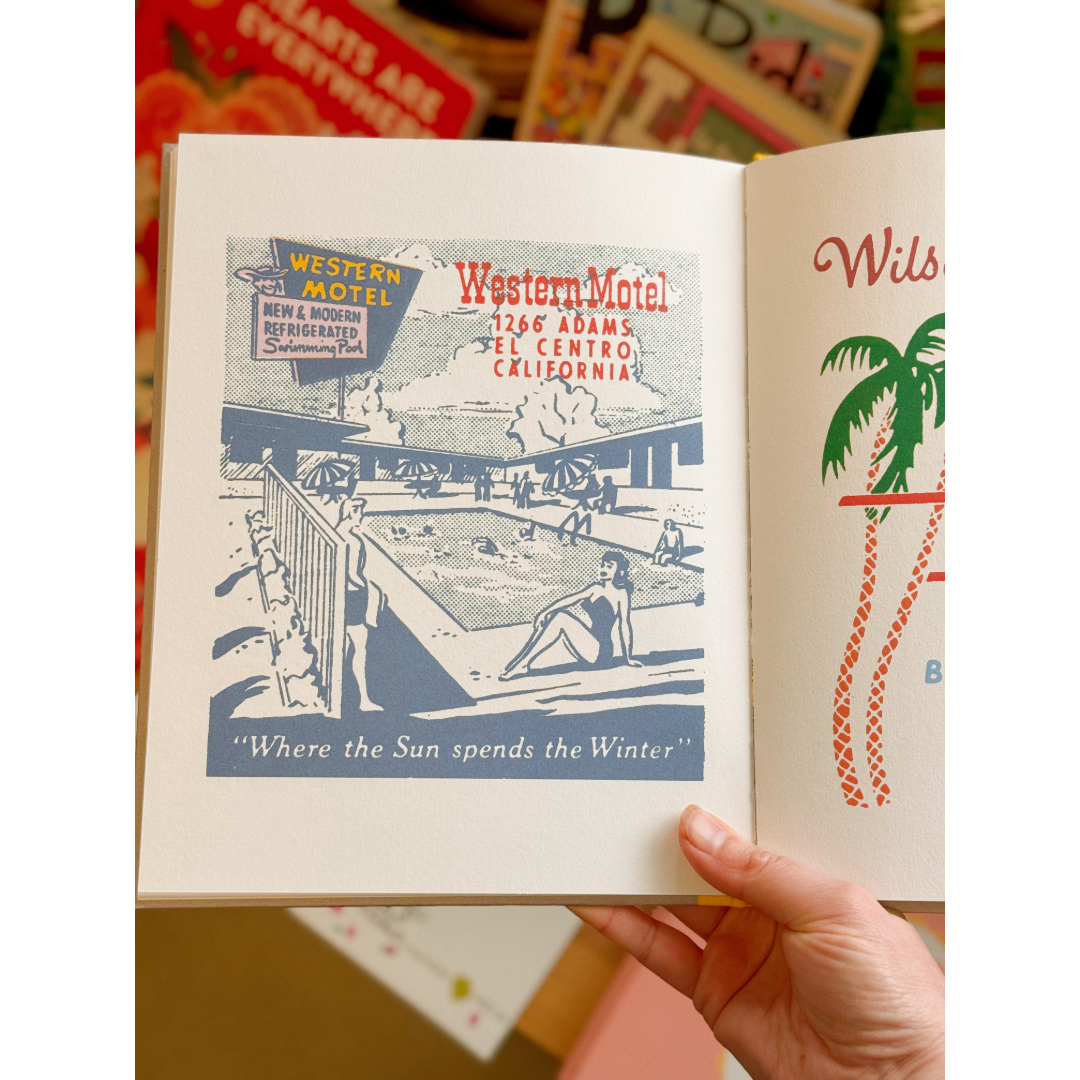 HEARTS ARE
EVERYWHERE
WESTERN
MOTEL
NEW & MODERN
REFRIGERATED
Swimming Pool
Western Motel
1266 ADAMS
EL CENTRO
CALIFORNIA
"Where the Sun spends the Winter"
Wils
B